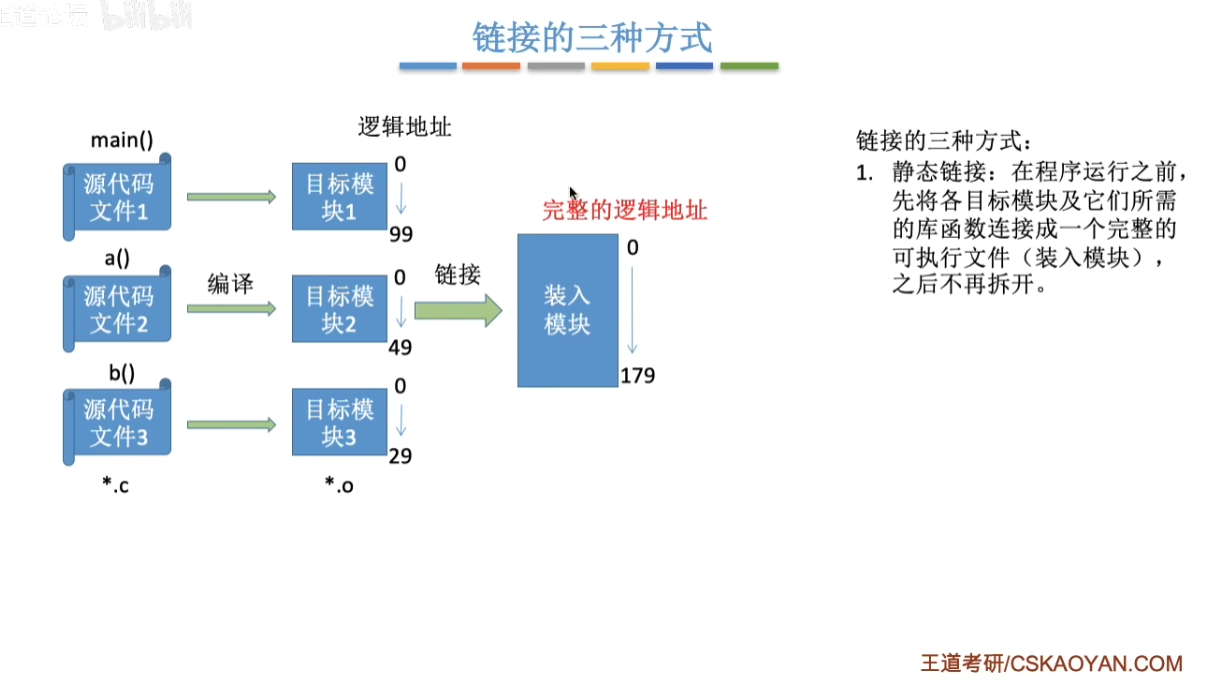 王道论坛 bilibili
链接的三种方式
main()
源代码
文件1
a()
源代码
文件2
b()
源代码
文件3
*.c
编译
逻辑地址
目标模
块1
0
99
目标模
块2
0
49
目标模
块3
0
29
*.o
链接
完整的逻辑地址
装入
模块
0
179
链接的三种方式：
1. 静态链接：在程序运行之前，
先将各目标模块及它们所需
的库函数连接成一个完整的
可执行文件（装入模块），
之后不再拆开。
王道考研/CSKAOYAN.COM